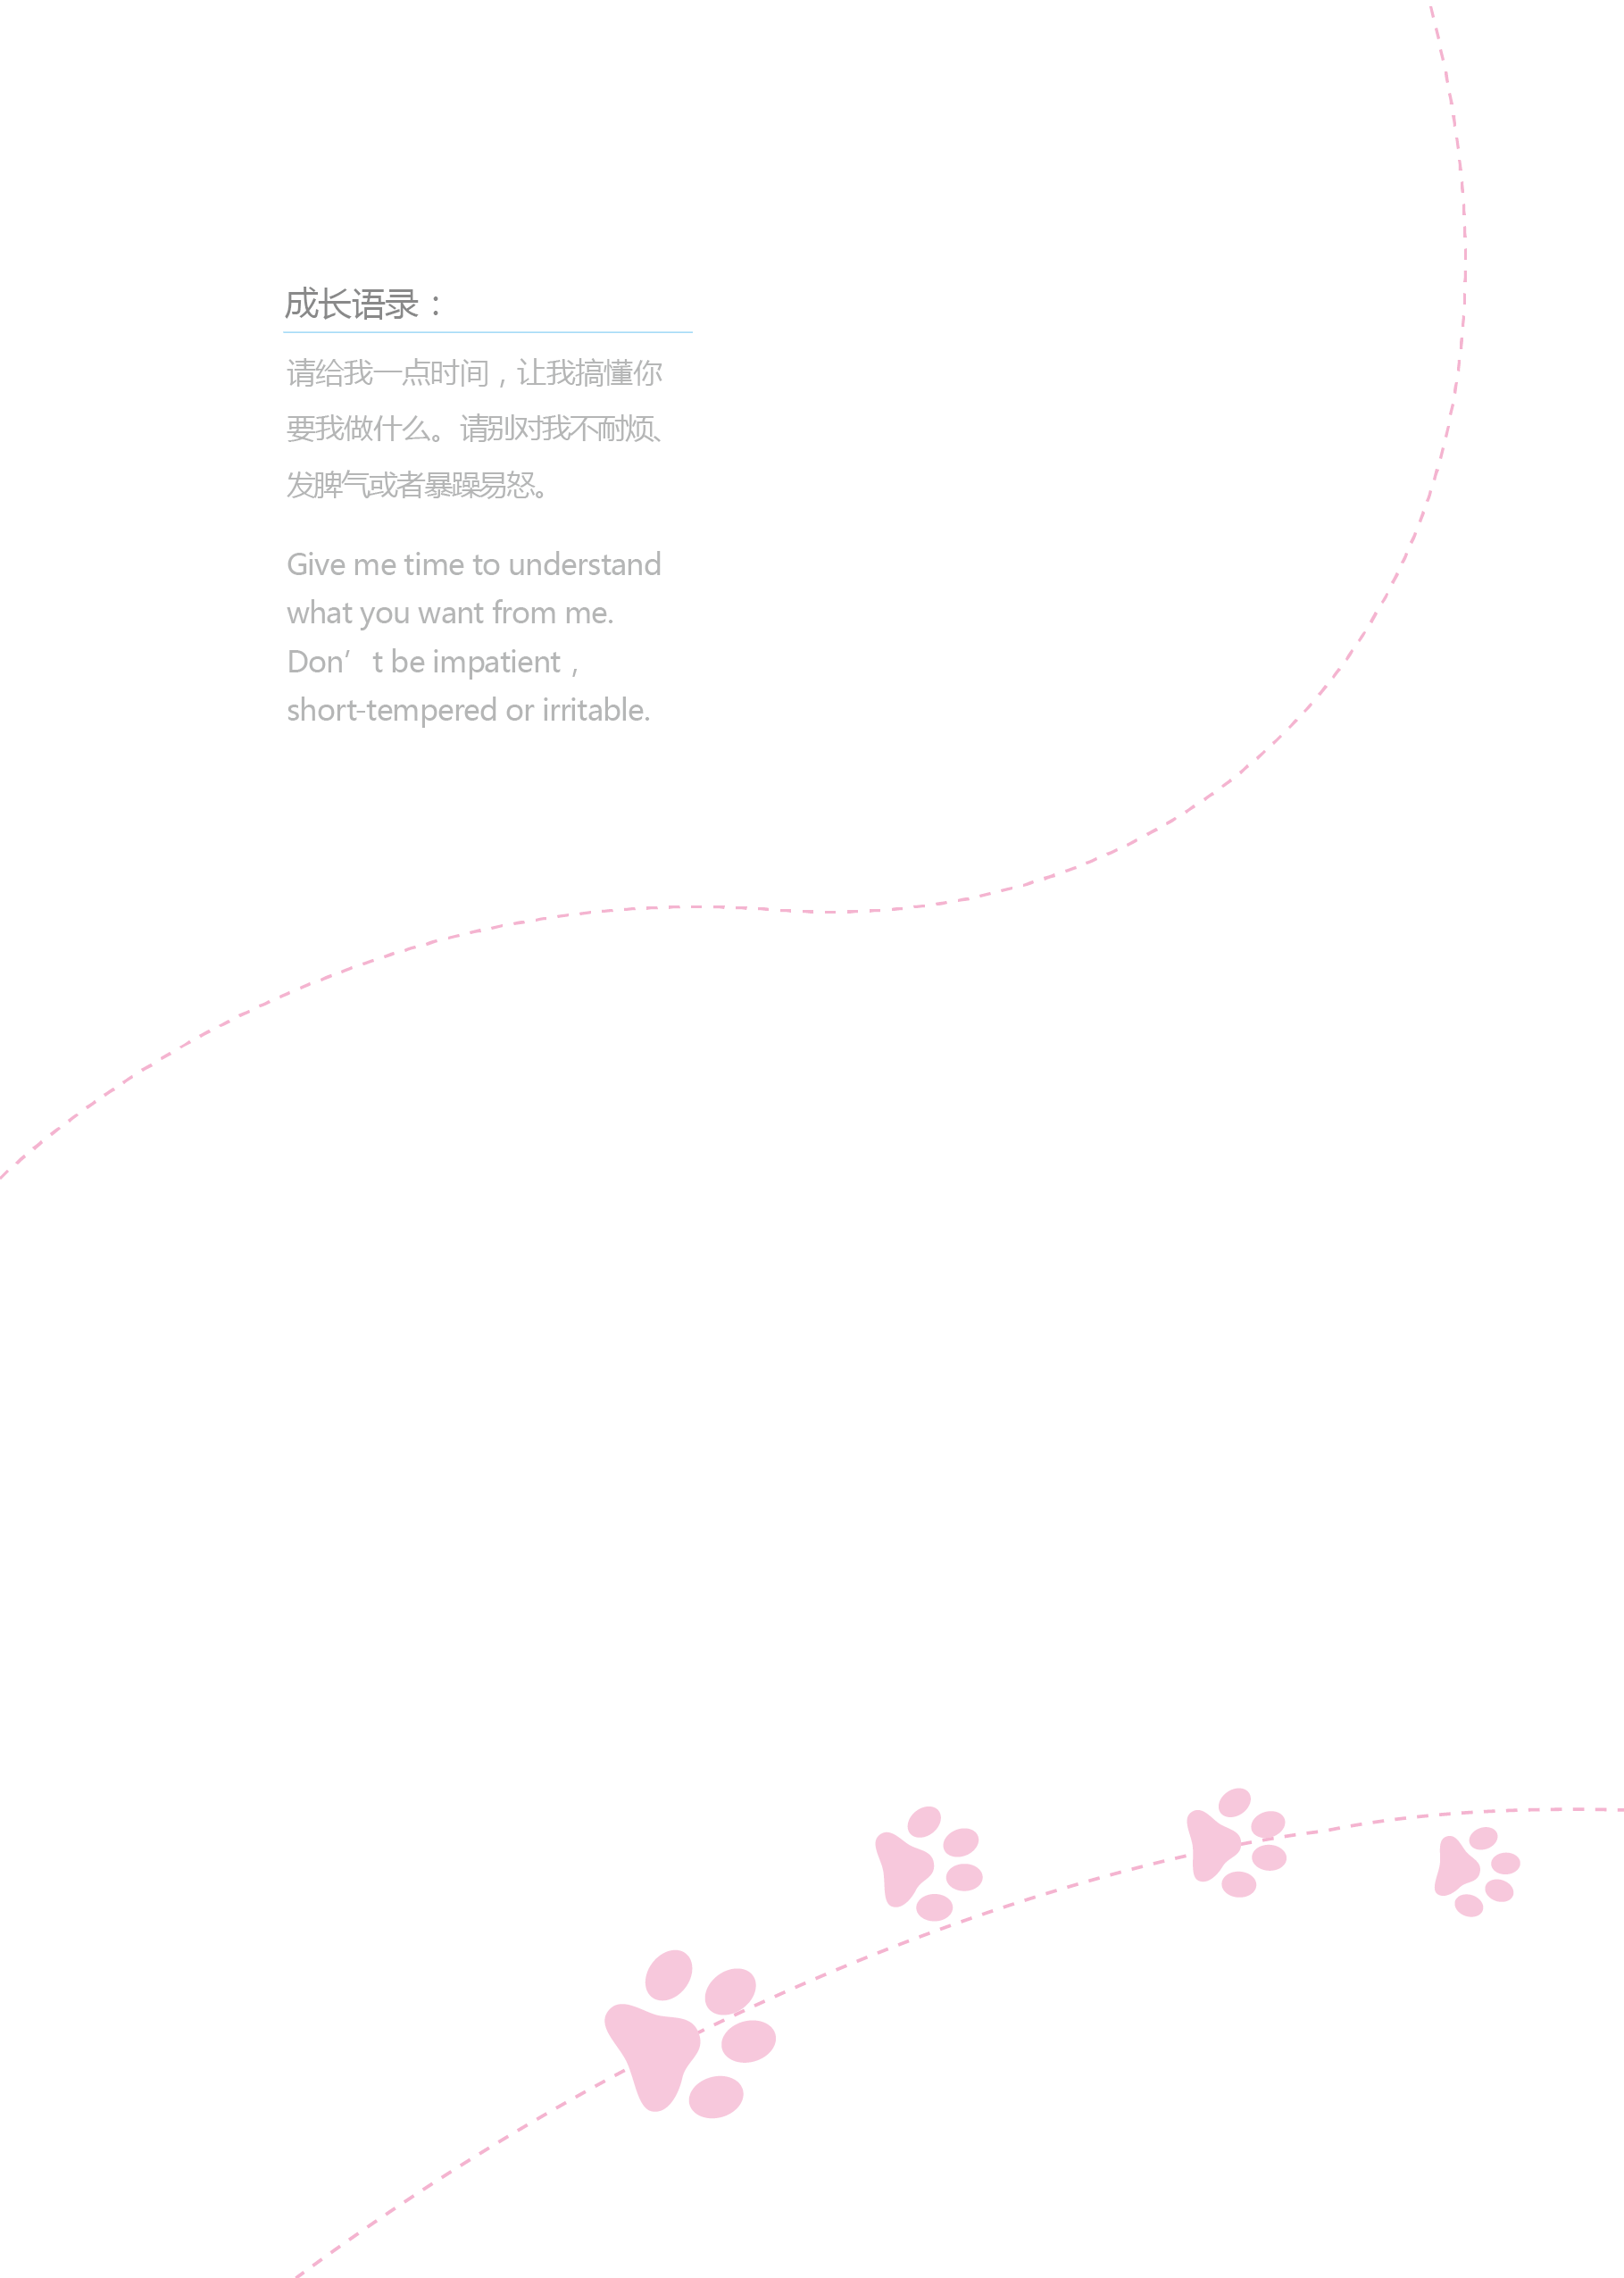 成长语录：
请给我一点时间，让我搞懂你
要我做什么。请别对我不耐烦、
发脾气或者暴躁易怒。
Give me time to understand
what you want from me.
Don’t be impatient，
short-tempered or irritable.